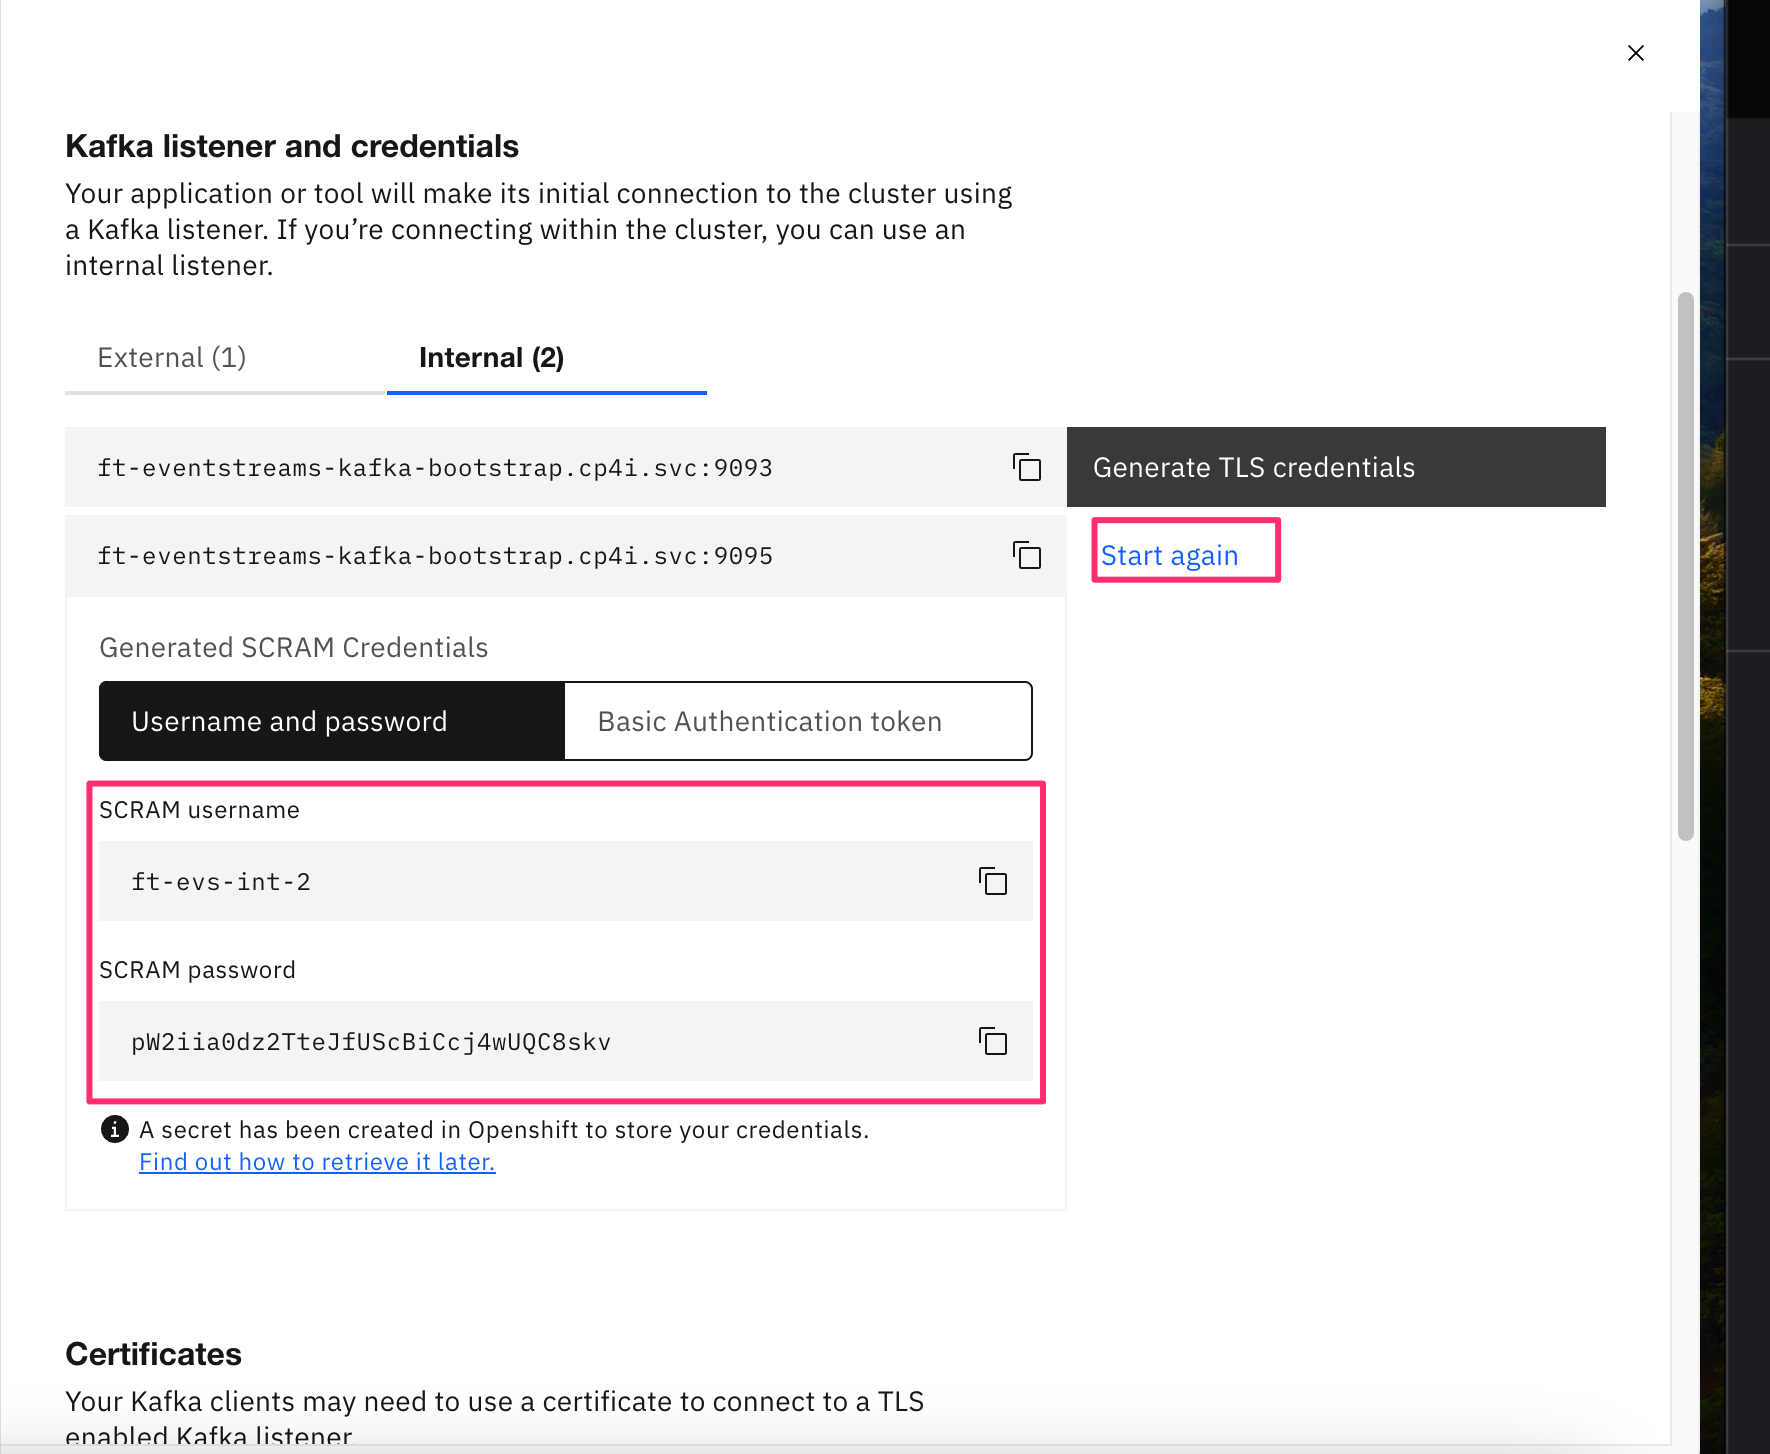 Kafka listener and credentials
Your application or tool will make its initial connection to the cluster using
a Kafka listener. If you’re connecting within the cluster, you can use an
internal listener.
External (1)
Internal (2)
ft-eventstreams-kafka-bootstrap.cp4i.svc:9093
Generate TLS credentials
ft-eventstreams-kafka-bootstrap.cp4i.svc:9095
Start again
Generated SCRAM Credentials
Username and password
Basic Authentication token
SCRAM username
ft-evs-int-2
SCRAM password
pW2iia0dz2TteJfUScBiCcj4wUQC8skv
A secret has been created in Openshift to store your credentials.
Find out how to retrieve it later.
Certificates
Your Kafka clients may need to use a certificate to connect to a TLS
enabled Kafka listener.